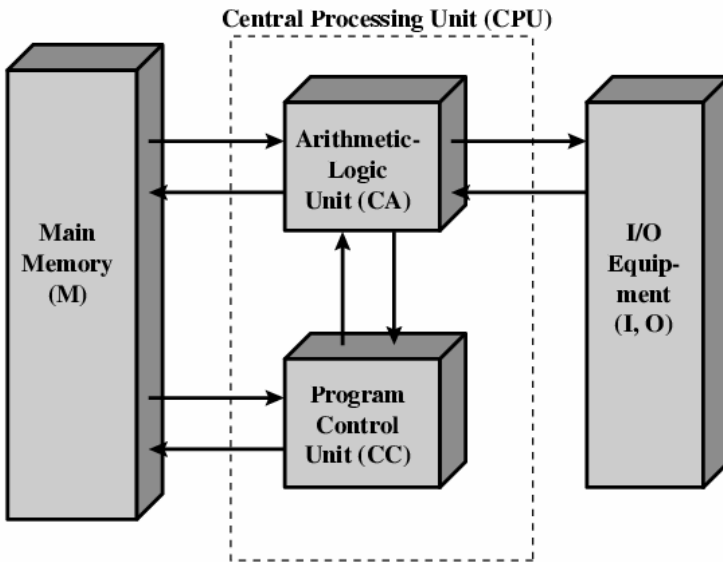 Central Processing Unit (CPU)
Main
Memory
(M)
Arithmetic-
Logic
Unit (CA)
Program
Control
Unit (CC)
I/O
Equip-
ment
(I, O)